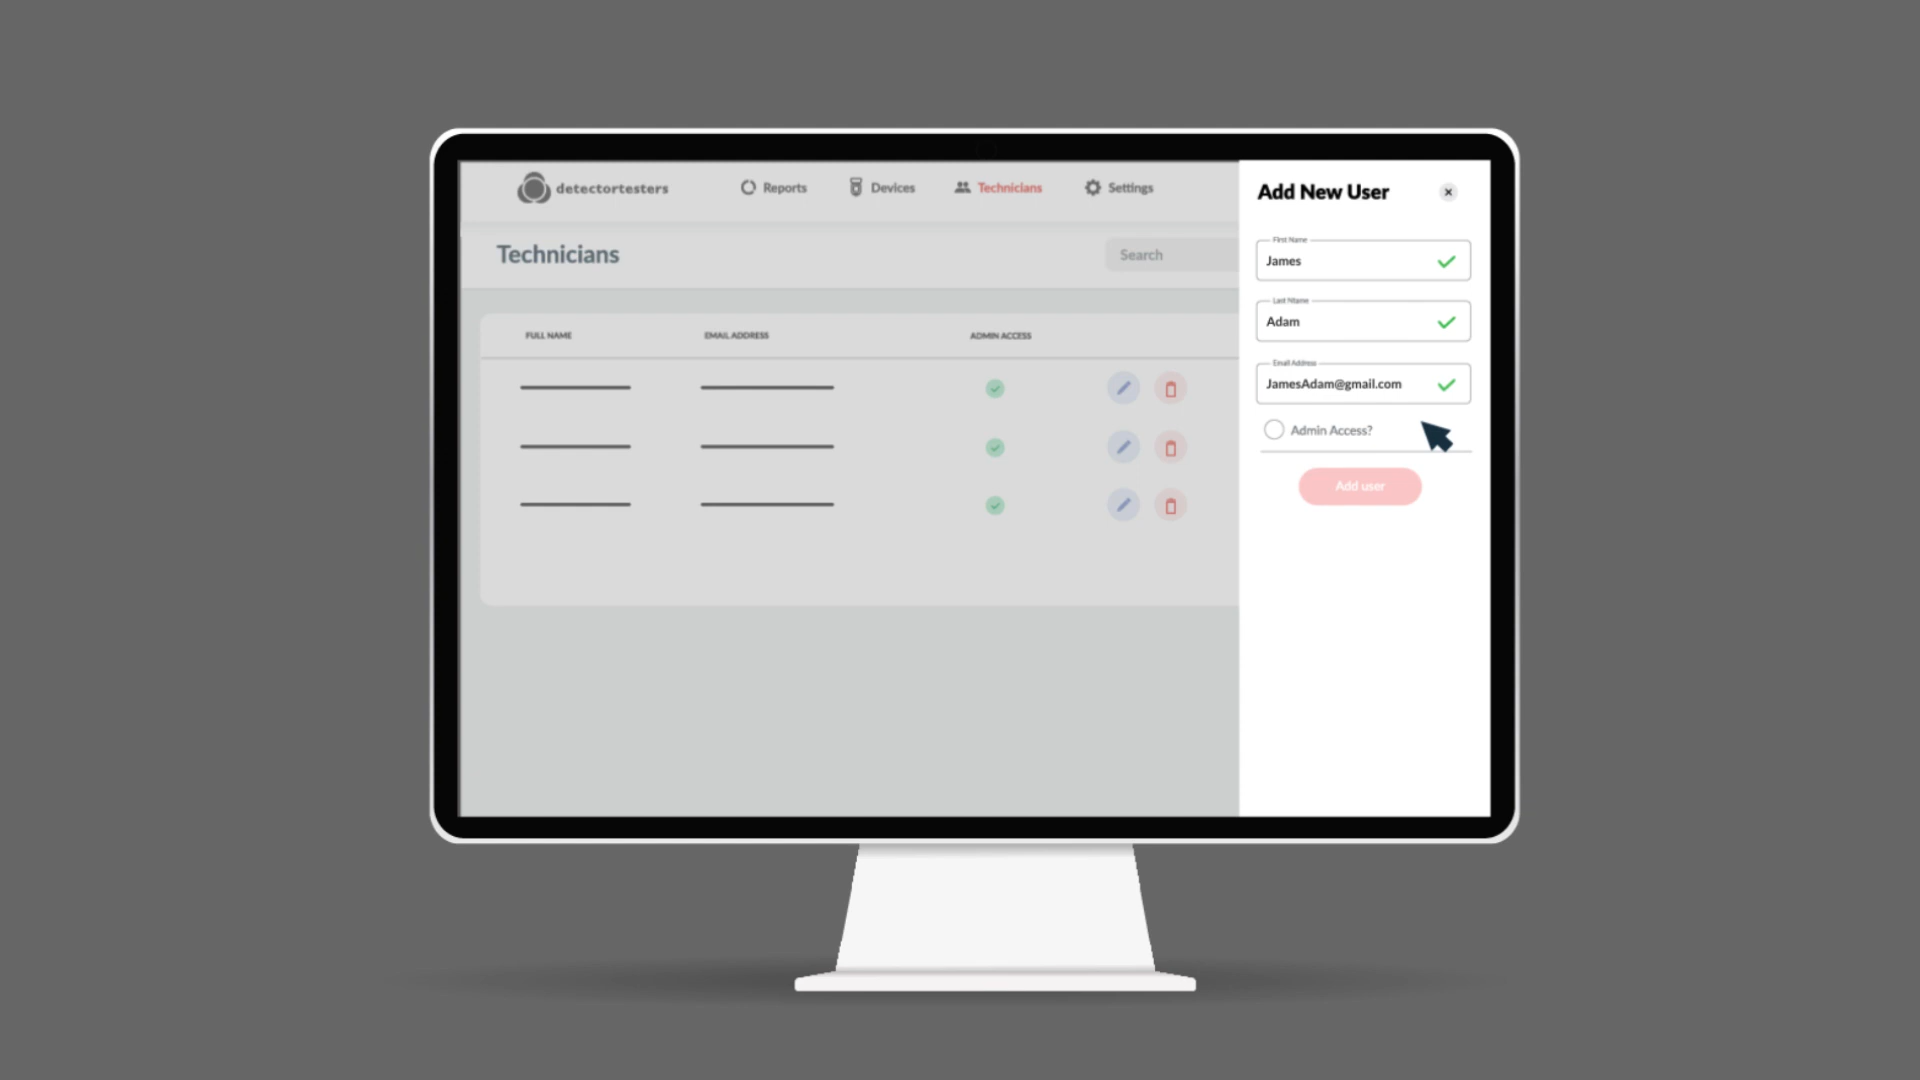 detectortesters
Reports
Devices
Technicians
Settings
Technicians
Search
FULL NAME
EMAIL ADDRESS
ADMIN ACCESS
Add New User
First Name
James
Last Ntame
Adam
Email Address
JamesAdam@gmail.com
Admin Access?
Add user